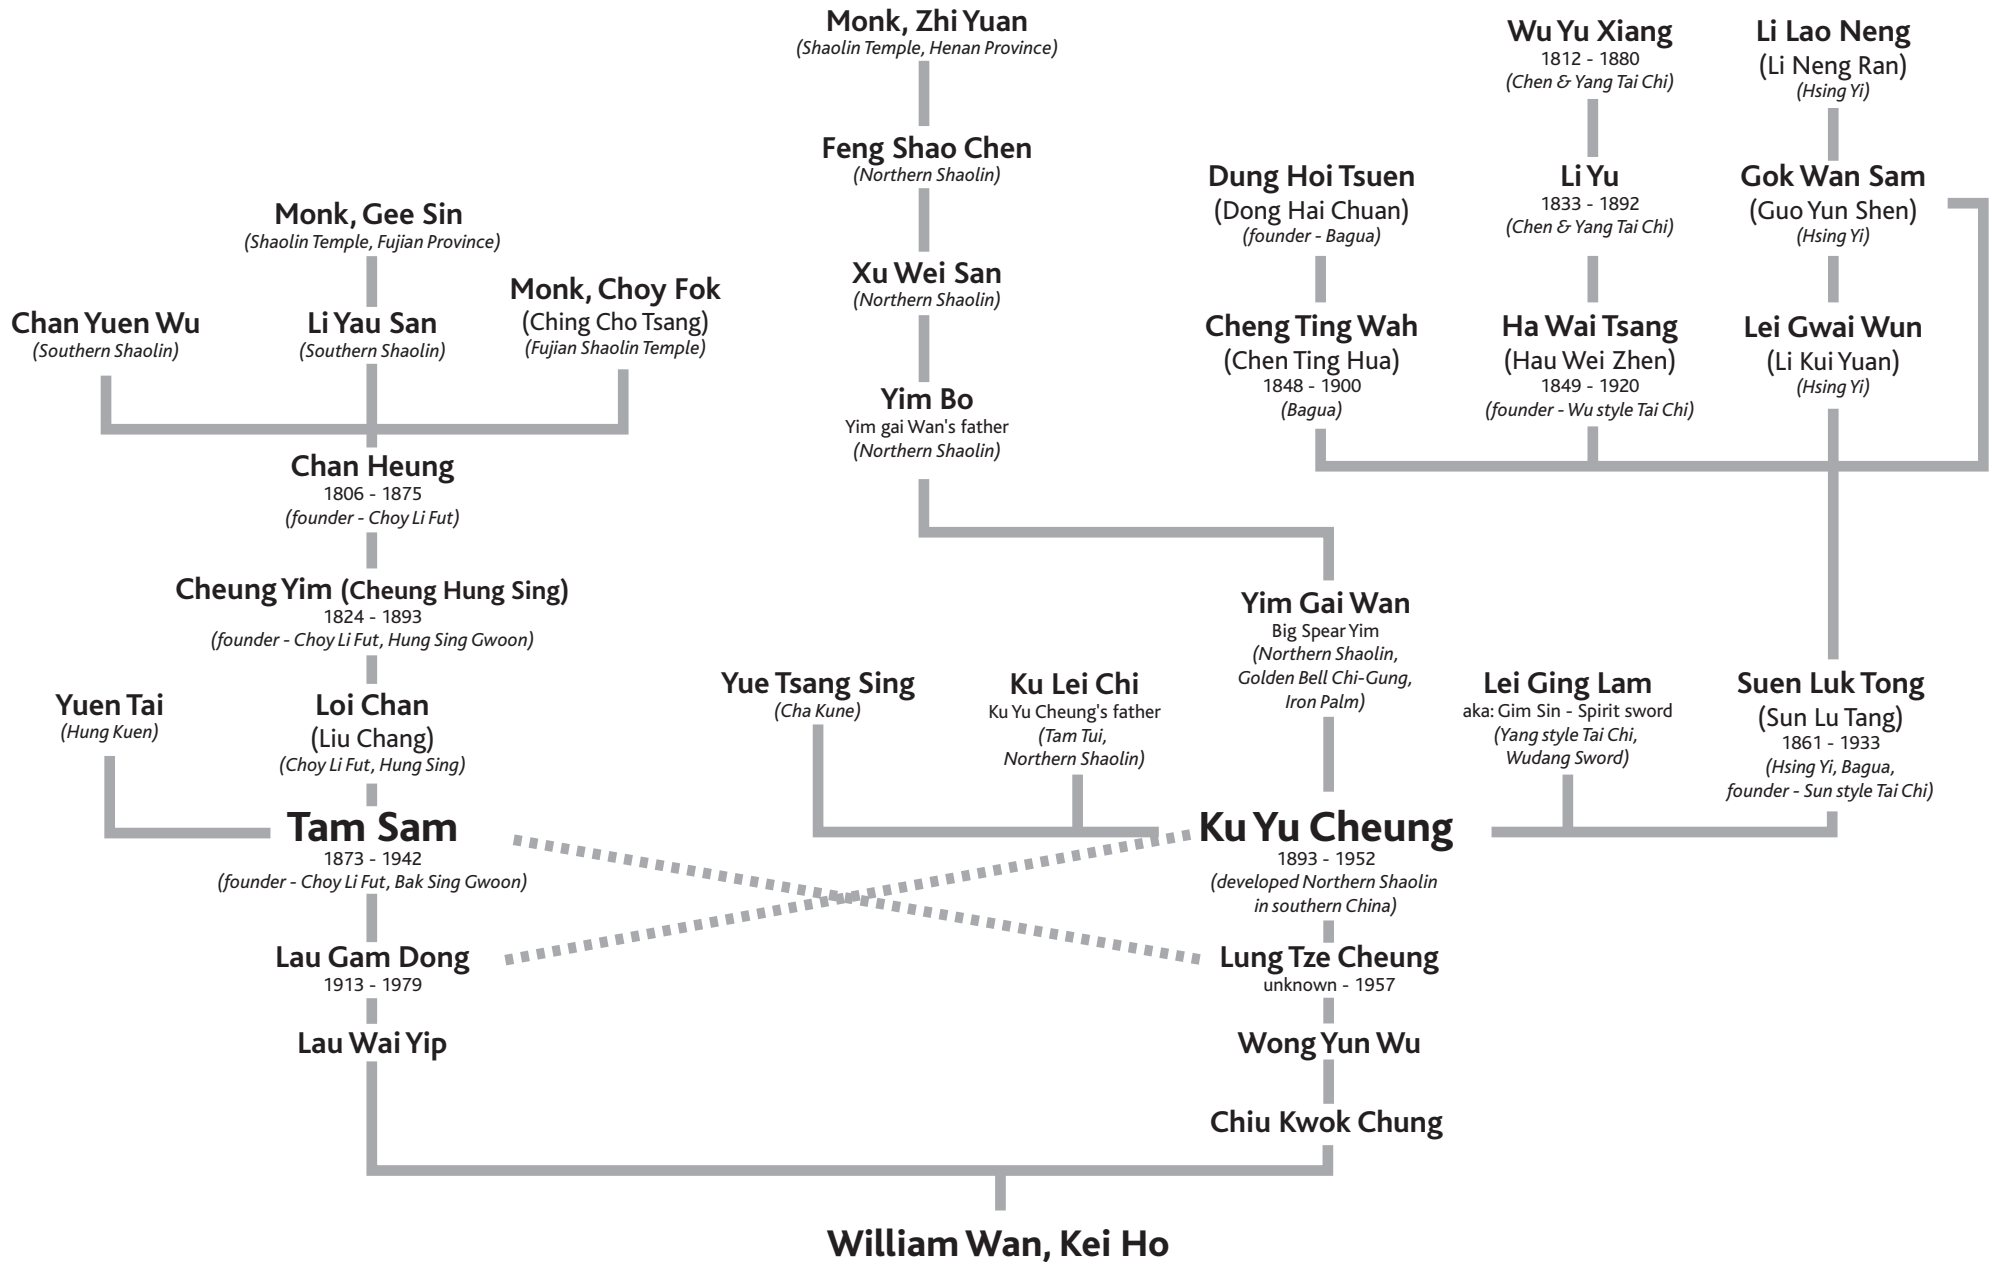 Monk, Zhi Yuan
(Shaolin Temple, Henan Province)
Feng Shao Chen
(Northern Shaolin)
Xu Wei San
(Northern Shaolin)
Yim Bo
Yim gai Wan's father
(Northern Shaolin)
Wu Yu Xiang
1812 - 1880
(Chen & Yang Tai Chi)
Li Lao Neng
(Li Neng Ran)
(Hsing Yi)
Dung Hoi Tsuen
(Dong Hai Chuan)
(founder - Bagua)
Li Yu
1833 - 1892
(Chen & Yang Tai Chi)
Gok Wan Sam
(Guo Yun Shen)
(Hsing Yi)
Monk, Gee Sin
(Shaolin Temple, Fujian Province)
Chan Yuen Wu
(Southern Shaolin)
Li Yau San
(Southern Shaolin)
Monk, Choy Fok
(Ching Cho Tsang)
(Fujian Shaolin Temple)
Cheng Ting Wah
(Chen Ting Hua)
1848 - 1900
(Bagua)
Ha Wai Tsang
(Hau Wei Zhen)
1849 - 1920
(founder - Wu style Tai Chi)
Lei Gwai Wun
(Li Kui Yuan)
(Hsing Yi)
Chan Heung
1806 - 1875
(founder - Choy Li Fut)
Cheung Yim (Cheung Hung Sing)
1824 - 1893
(founder - Choy Li Fut, Hung Sing Gwoon)
Yuen Tai
(Hung Kuen)
Loi Chan
(Liu Chang)
(Choy Li Fut, Hung Sing)
Yue Tsang Sing
(Cha Kune)
Ku Lei Chi
Ku Yu Cheung's father
(Tam Tui,
Northern Shaolin)
Yim Gai Wan
Big Spear Yim
(Northern Shaolin,
Golden Bell Chi-Gung,
Iron Palm)
Lei Ging Lam
aka: Gim Sin - Spirit sword
(Yang style Tai Chi,
Wudang Sword)
Suen Luk Tong
(Sun Lu Tang)
1861 - 1933
(Hsing Yi, Bagua,
founder - Sun style Tai Chi)
Tam Sam
1873 - 1942
(founder - Choy Li Fut, Bak Sing Gwoon)
Ku Yu Cheung
1893 - 1952
(developed Northern Shaolin
in southern China)
Lau Gam Dong
1913 - 1979
Lung Tze Cheung
unknown - 1957
Lau Wai Yip
Wong Yun Wu
Chiu Kwok Chung
William Wan, Kei Ho